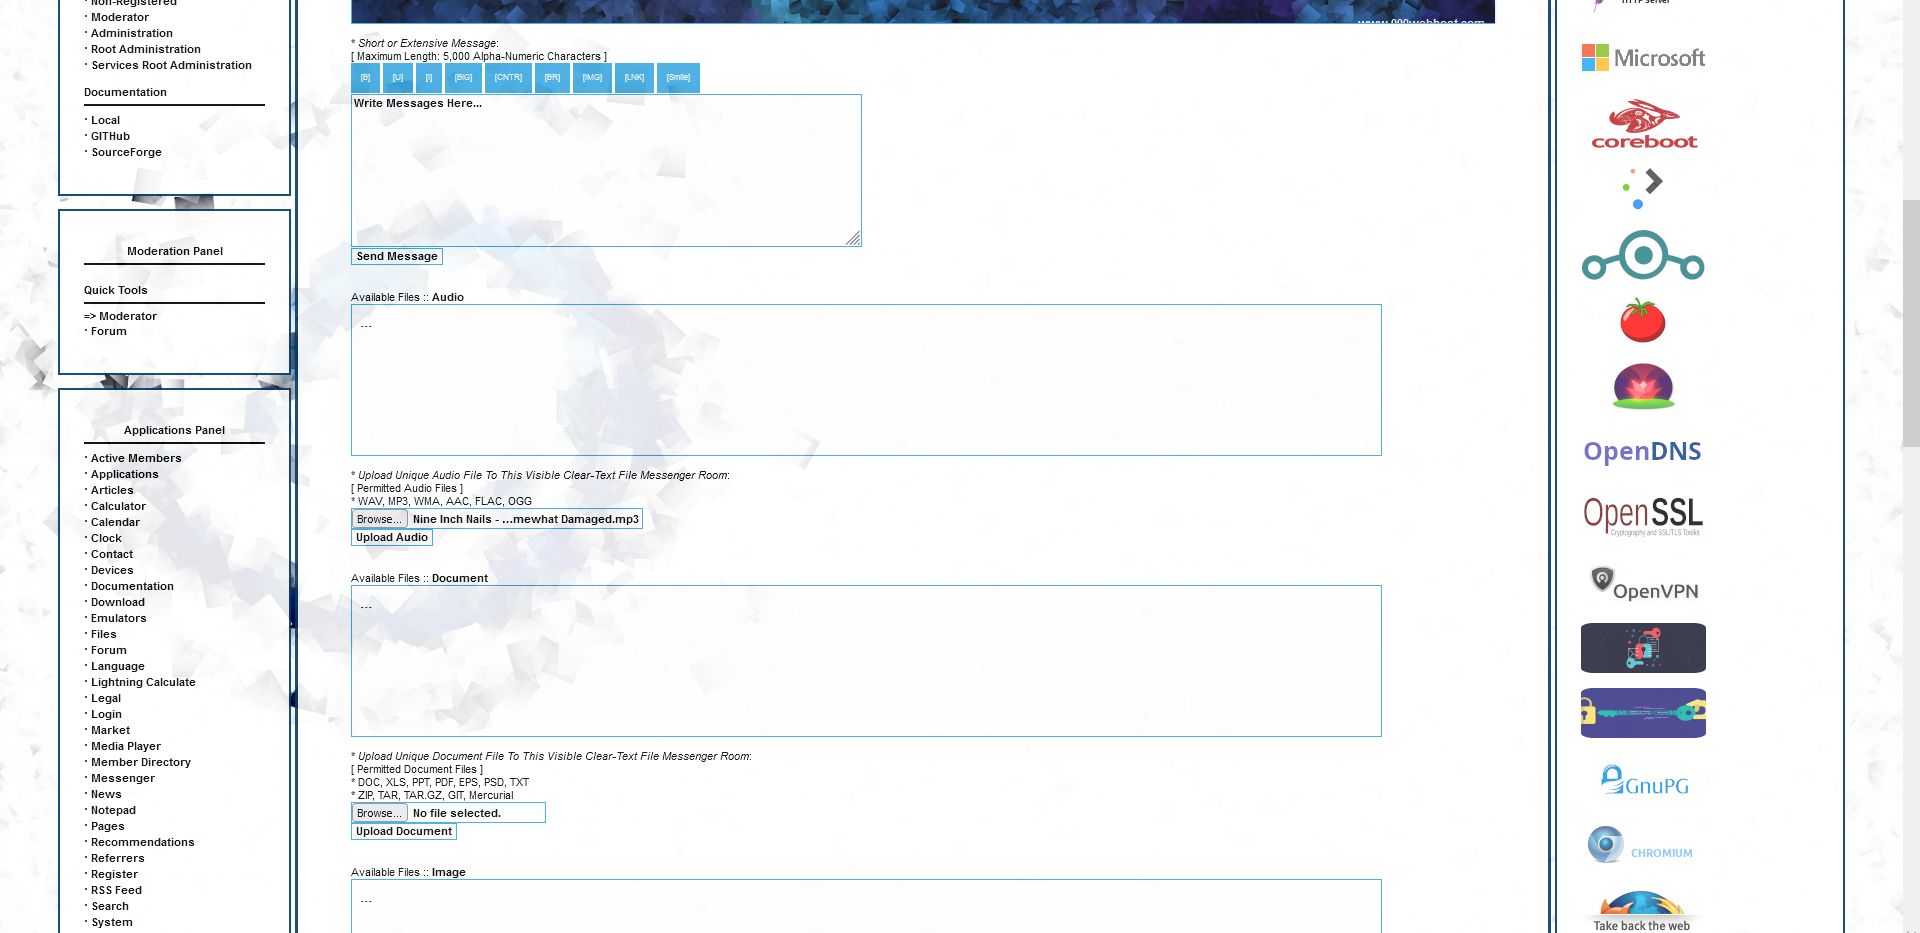 · Non-Registered
· Moderator
· Administration
· Root Administration
· Services Root Administration
Documentation
· Local
· GITHub
· SourceForge
Moderation Panel
Quick Tools
=> Moderator
· Forum
Applications Panel
· Active Members
· Applications
· Articles
· Calculator
· Calendar
· Clock
· Contact
· Devices
· Documentation
· Download
· Emulators
· Files
· Forum
· Language
· Lightning Calculate
· Legal
· Login
· Market
· Media Player
· Member Directory
· Messenger
· News
· Notepad
· Pages
· Recommendations
· Referrers
· Register
· RSS Feed
· Search
· System
www.000webhost.com
* Short or Extensive Message:
[ Maximum Length: 5,000 Alpha-Numeric Characters ]
[B] [U] [I] [BIG] [CNTR] [BR] [IMG] [LNK] [Smile]
Write Messages Here...
Send Message
Available Files :: Audio
...
* Upload Unique Audio File To This Visible Clear-Text File Messenger Room:
[ Permitted Audio Files ]
* WAV, MP3, WMA, AAC, FLAC, OGG
Browse... Nine Inch Nails - ...mewhat Damaged.mp3
Upload Audio
Available Files :: Document
...
* Upload Unique Document File To This Visible Clear-Text File Messenger Room:
[ Permitted Document Files ]
* DOC, XLS, PPT, PDF, EPS, PSD, TXT
* ZIP, TAR, TAR.GZ, GIT, Mercurial
Browse... No file selected.
Upload Document
Available Files :: Image
...
HTTP Server
Microsoft
coreboot
OpenDNS
OpenSSL
Cryptography and SSL/TLS Toolkit
OpenVPN
GnuPG
CHROMIUM
Take back the web